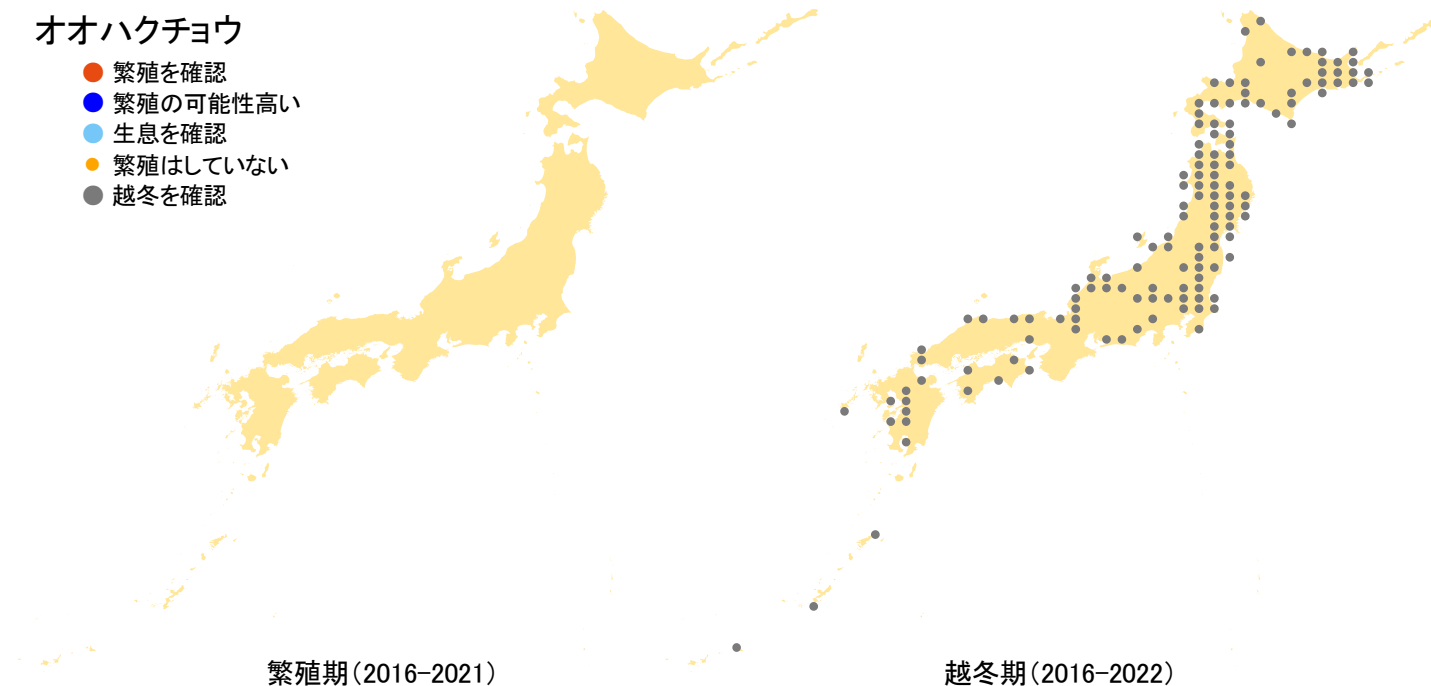 オオハクチョウ
繁殖を確認
繁殖の可能性高い
生息を確認
繁殖はしていない
越冬を確認
繁殖期(2016-2021)
越冬期(2016-2022)